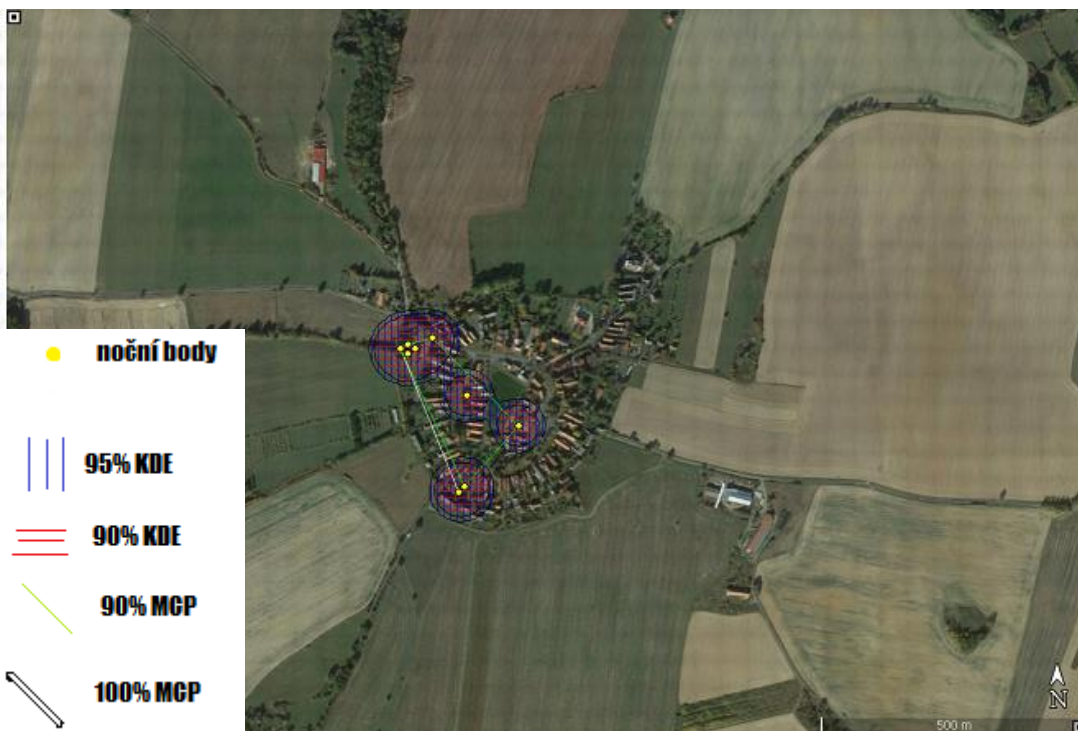 noční body
95% KDE
90% KDE
90% MCP
100% MCP
N
500 m